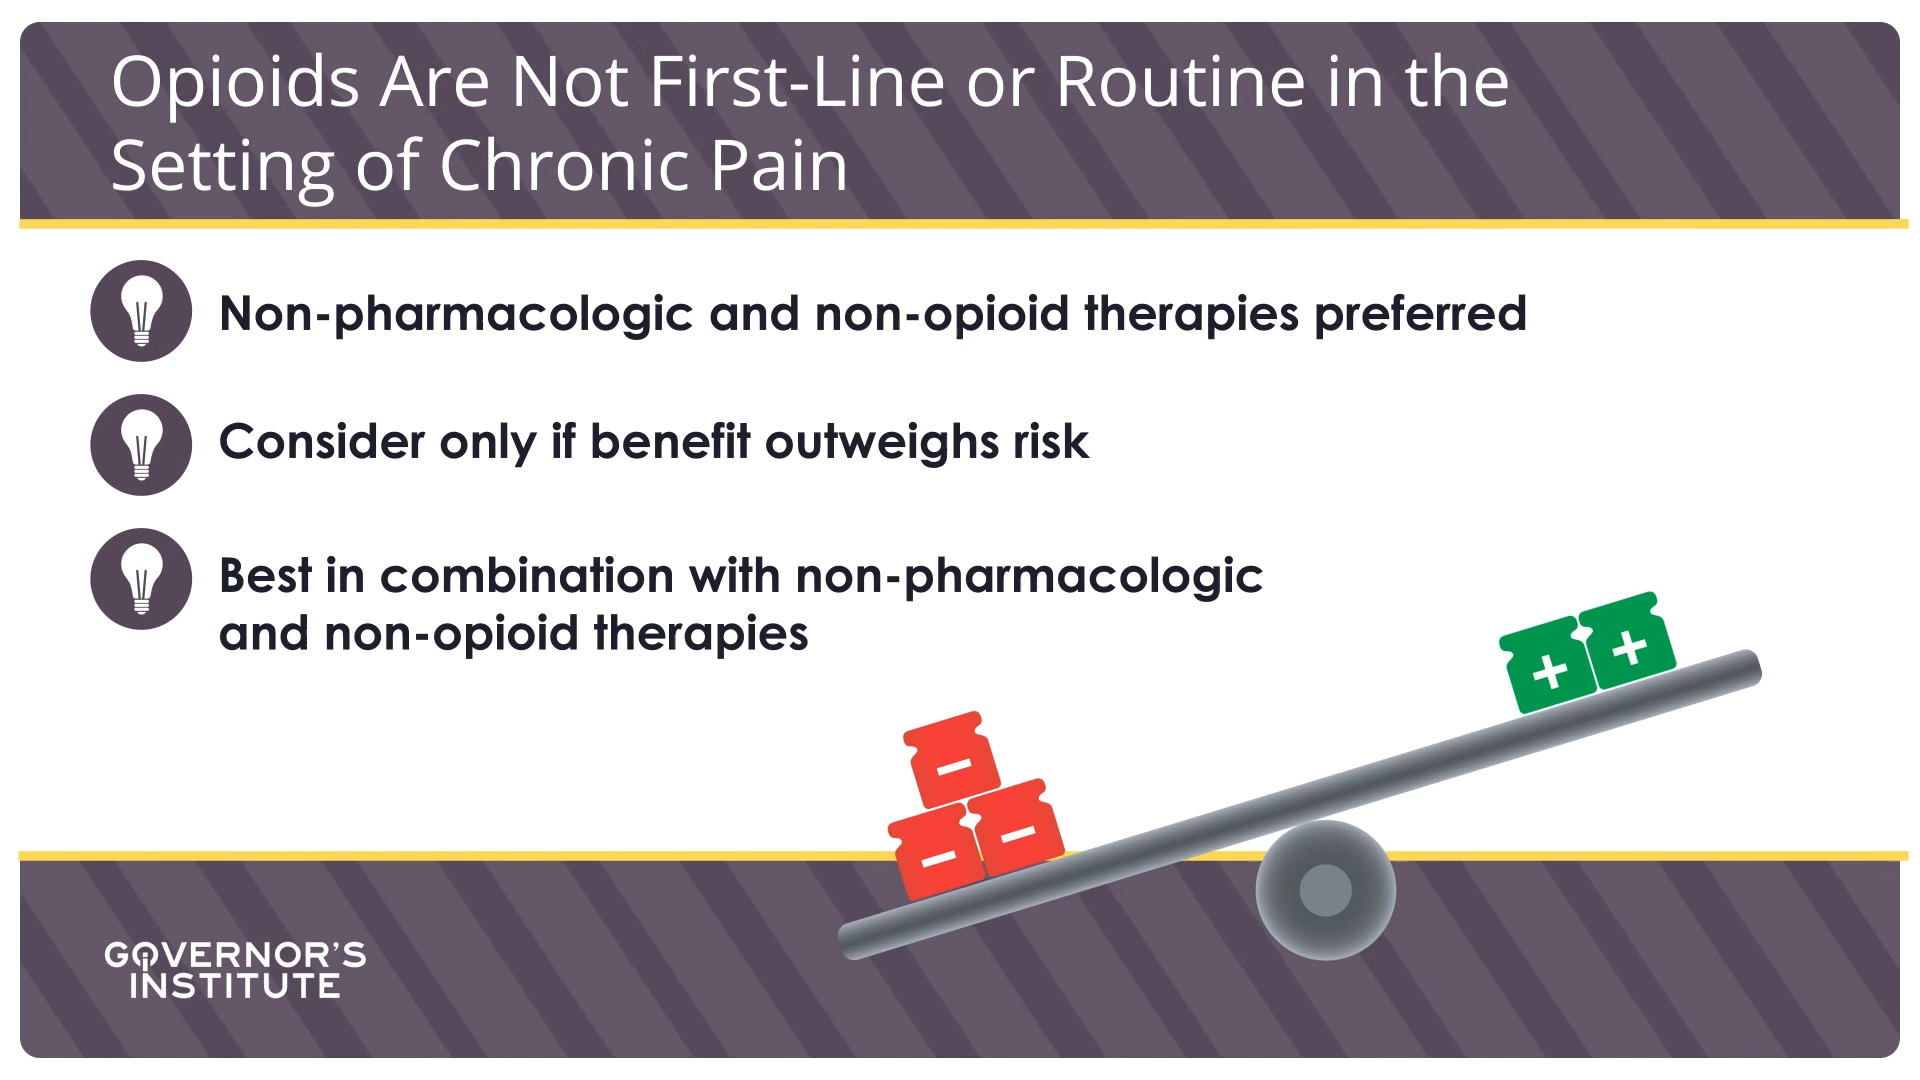 Opioids Are Not First-Line or Routine in the
Setting of Chronic Pain
Non-pharmacologic and non-opioid therapies preferred
Consider only if benefit outweighs risk
Best in combination with non-pharmacologic
and non-opioid therapies
+ +
-
- -
GOVERNOR'S
INSTITUTE